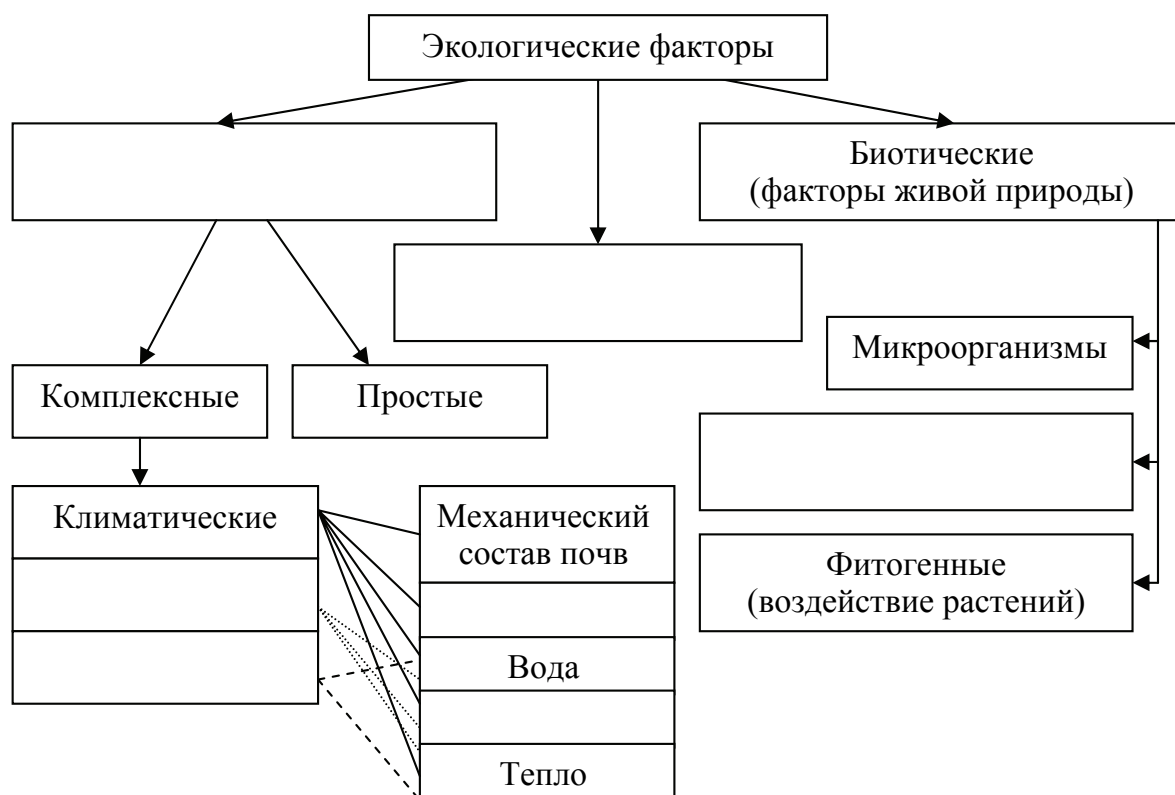 Экологические факторы
Биотические
(факторы живой природы)
Микроорганизмы
Комплексные
Простые
Климатические
Механический
состав почв
Фитогенные
(воздействие растений)
Вода
Тепло